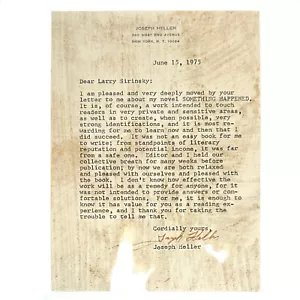 JOSEPH HELLER
NEW YORK, N. Y. 10024
June 15, 1975
Dear Larry Sirinsky:
I am pleased and very deeply moved by your
letter to me about my novel SOMETHING HAPPENED.
It is, of course, a work intended to touch
readers in very private and sensitive areas,
as well as to create, when possible, very
strong identifications, and it is most re-
warding for me to learn now and then that I
did succeed. It was not an easy book for me
to write; from standpoints of literary
reputation and potential income, it was far
from a safe one. Editor and I held our
collective breath for many weeks before
publication; by now we are both relaxed
and pleased with ourselves and pleased with
the book. I don't know how effective the
work will be as a remedy for anyone, for it
was not intended to provide answers or com-
fortable solutions. For me, it is enough to
know it has value for you as a reading exper-
ience, and I thank you for taking the
trouble to tell me that.
Cordially yours,
Joseph Heller
Joseph Heller